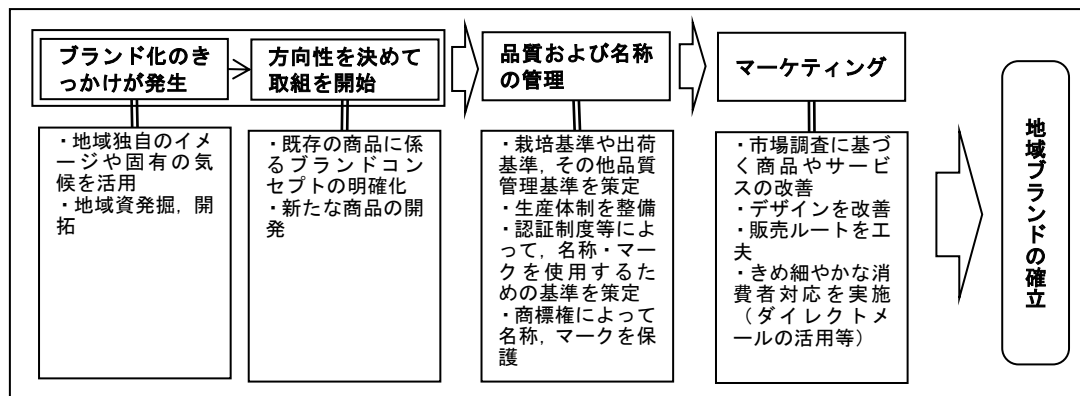 ブランド化のき
っかけが発生
方向性を決めて
取組を開始
品質および名称
の管理
マーケティング
・地域独自のイ
メージや固有の気
候を活用
・地域資発掘，開
拓
・既存の商品に係
るブランドコン
セプトの明確化
・新たな商品の開
発
・栽培基準や出荷
基準，その他品質
管理基準を策定
・生産体制を整備
・認証制度等によ
って，名称・マー
クを使用するた
めの基準を策定
・商標権によって
名称，マークを保
護
・市場調査に基づ
く商品やサービ
スの改善
・デザインを改善
・販売ルートを工
夫
・きめ細やかな消
費者対応を実施
（ダイレクトメ
ールの活用等）
地域ブランドの確立